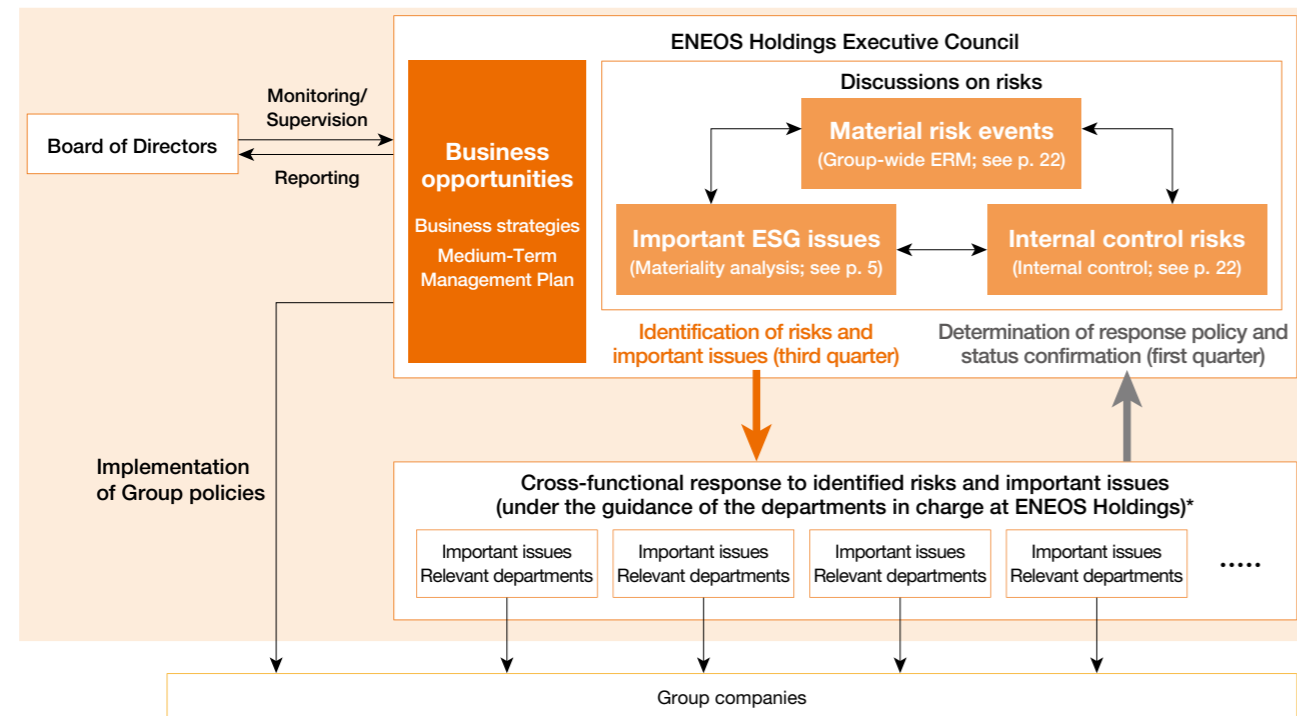 ENEOS Holdings Executive Council
Board of Directors
Monitoring/
Supervision
Reporting
Business
opportunities
Business strategies
Medium-Term
Management Plan
Discussions on risks
Material risk events
(Group-wide ERM; see p. 22)
Important ESG issues
(Materiality analysis; see p. 5)
Internal control risks
(Internal control; see p. 22)
Identification of risks and
important issues (third quarter)
Determination of response policy and
status confirmation (first quarter)
Implementation
of Group policies
Cross-functional response to identified risks and important issues
(under the guidance of the departments in charge at ENEOS Holdings)*
Important issues
Relevant departments
Important issues
Relevant departments
Important issues
Relevant departments
Important issues
Relevant departments
.....
Group companies